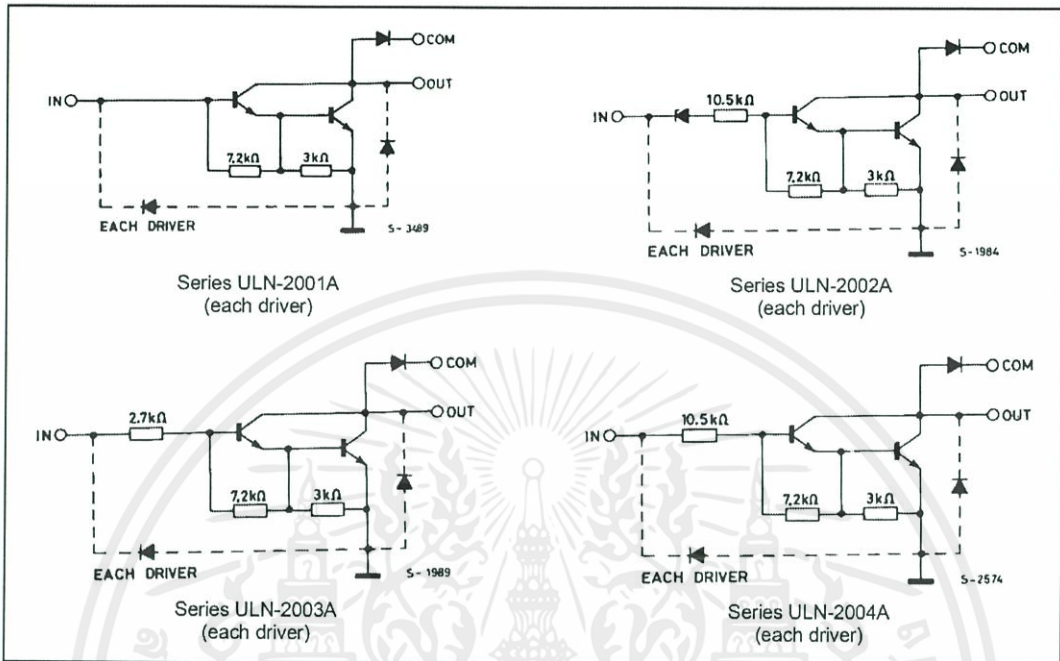 COM
OUT
IN
7.2kΩ 3kΩ
EACH DRIVER
S-3489
Series ULN-2001A
(each driver)
COM
OUT
IN
10.5kΩ
7.2kΩ 3kΩ
EACH DRIVER
S-1984
Series ULN-2002A
(each driver)
COM
OUT
IN
2.7kΩ
7.2kΩ 3kΩ
EACH DRIVER
S-1989
Series ULN-2003A
(each driver)
COM
OUT
IN
10.5kΩ
7.2kΩ 3kΩ
EACH DRIVER
S-2574
Series ULN-2004A
(each driver)